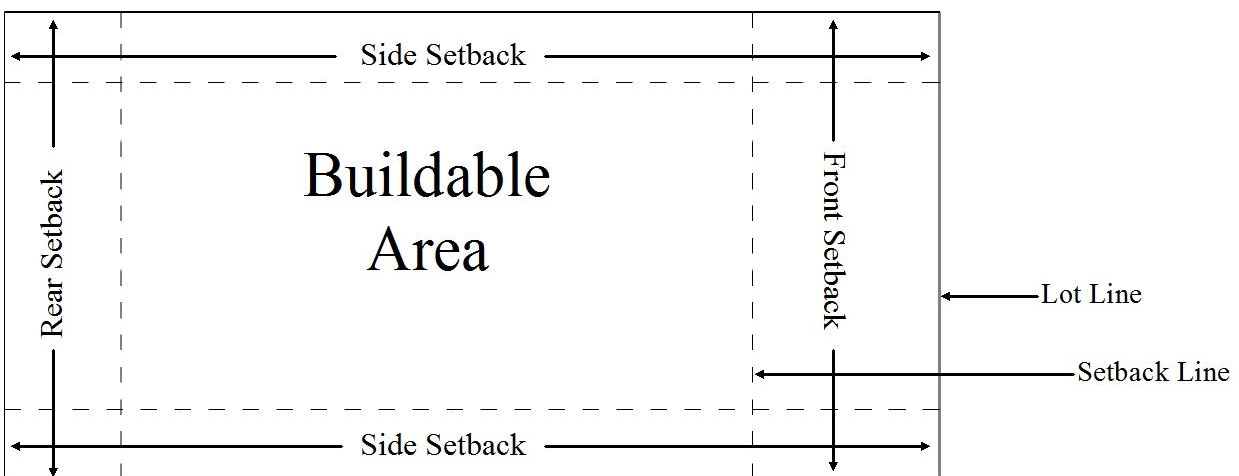 Side Setback
Buildable
Area
Rear Setback
Front Setback
Lot Line
Setback Line
Side Setback